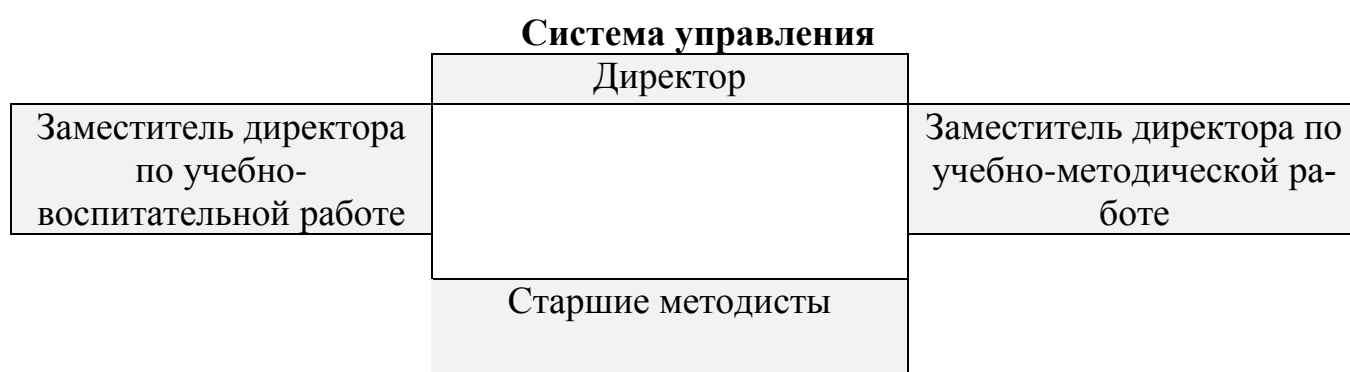 Система управления
Директор
Заместитель директора
по учебно-
воспитательной работе
Заместитель директора по
учебно-методической ра-
боте
Старшие методисты